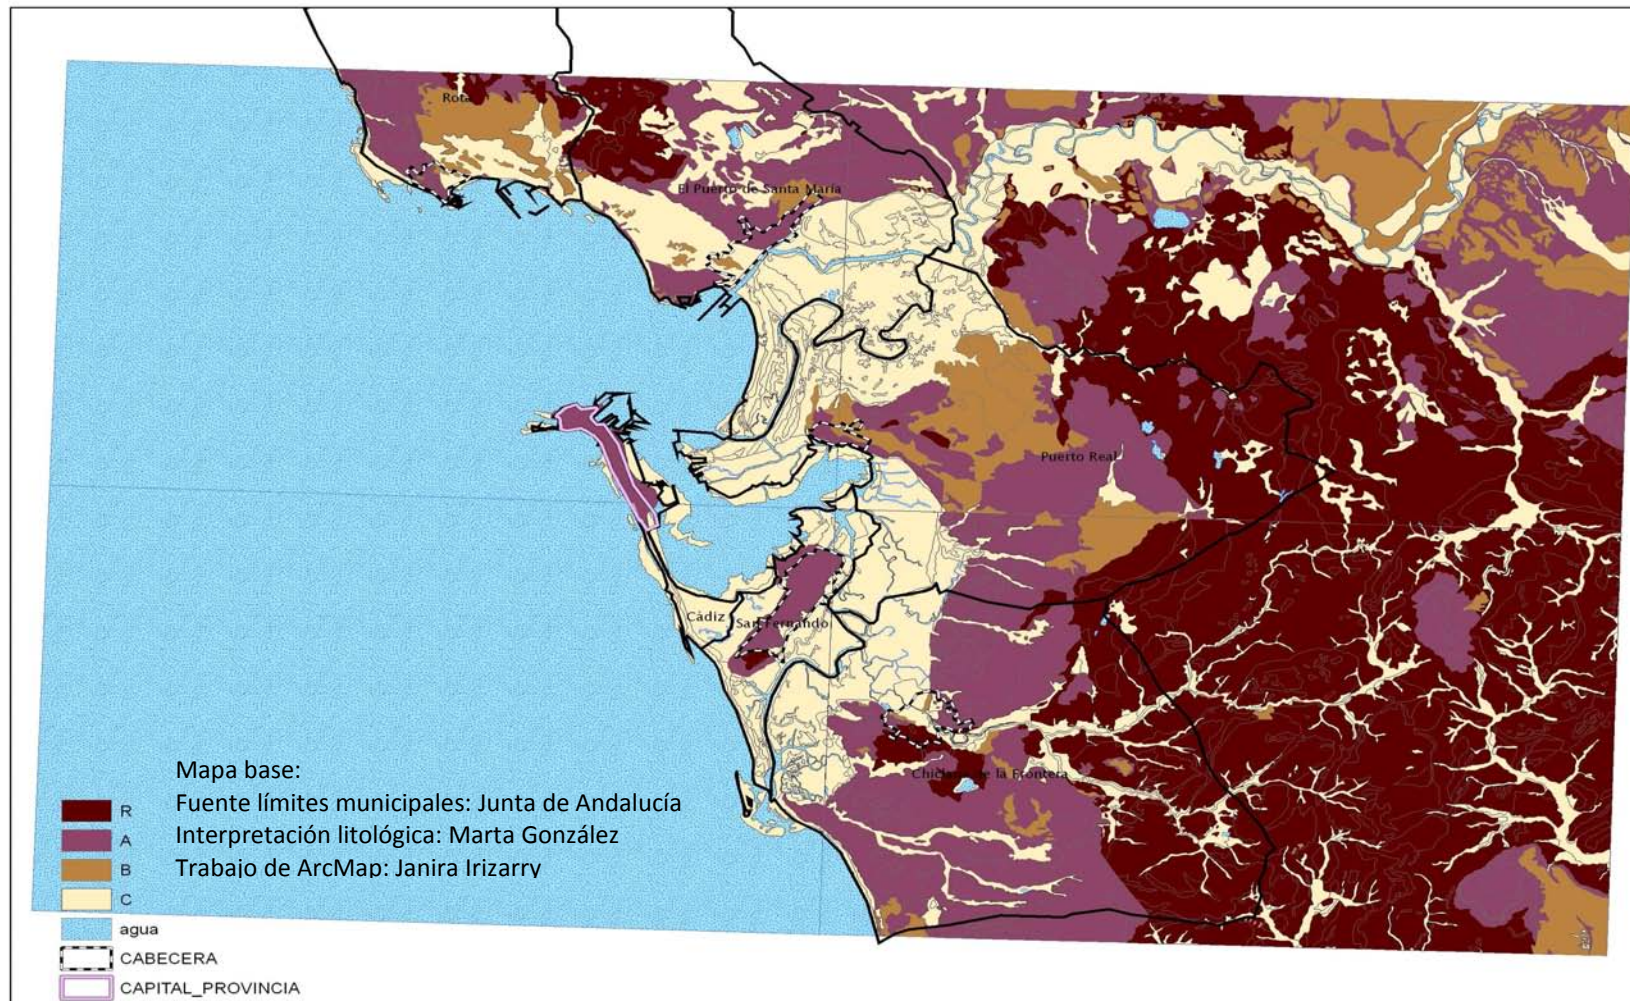 Rota
El Puerto de Santa María
Puerto Real
Cádiz
San Fernando
Chiclana de la Frontera
Mapa base:
Fuente límites municipales: Junta de Andalucía
Interpretación litológica: Marta González
Trabajo de ArcMap: Janira Irizarry
R
A
B
C
agua
CABECERA
CAPITAL_PROVINCIA